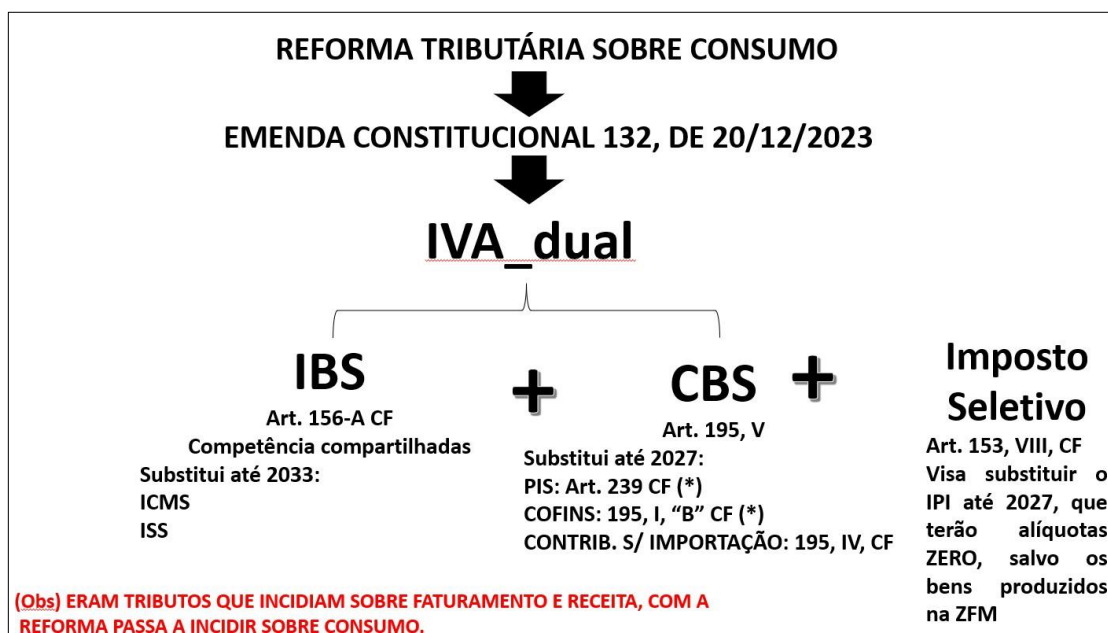 REFORMA TRIBUTÁRIA SOBRE CONSUMO
EMENDA CONSTITUCIONAL 132, DE 20/12/2023
IVA_dual
IBS
Art. 156-A CF
Competência compartilhadas
Substitui até 2033:
ICMS
ISS
+
CBS
Art. 195, V
Substitui até 2027:
PIS: Art. 239 CF (*)
COFINS: 195, I, “B” CF (*)
CONTRIB. S/ IMPORTAÇÃO: 195, IV, CF
+
Imposto
Seletivo
Art. 153, VIII, CF
Visa substituir o
IPI até 2027, que
terão alíquotas
ZERO, salvo os
bens produzidos
na ZFM
(Obs) ERAM TRIBUTOS QUE INCIDIAM SOBRE FATURAMENTO E RECEITA, COM A
REFORMA PASSA A INCIDIR SOBRE CONSUMO.